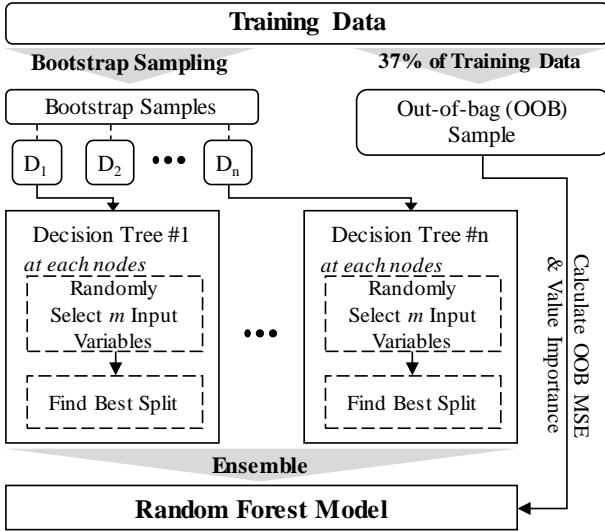 Training Data
Bootstrap Sampling
37% of Training Data
Bootstrap Samples
Out-of-bag (OOB)
Sample
D1
D2
•••
Dn
Decision Tree #1
at each nodes
Randomly
Select m Input
Variables
Find Best Split
•••
Decision Tree #n
at each nodes
Randomly
Select m Input
Variables
Find Best Split
Calculate OOB MSE
& Value Importance
Ensemble
Random Forest Model